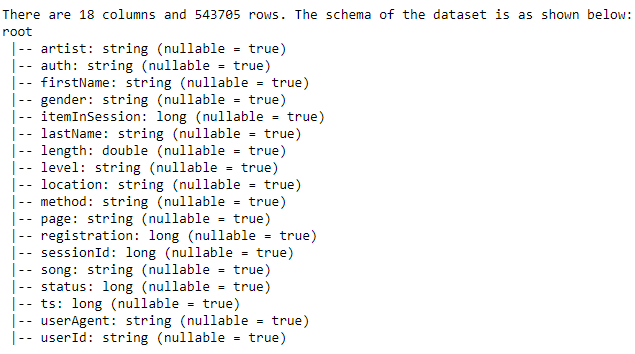 There are 18 columns and 543705 rows. The schema of the dataset is as shown below:
root
|-- artist: string (nullable = true)
|-- auth: string (nullable = true)
|-- firstName: string (nullable = true)
|-- gender: string (nullable = true)
|-- itemInSession: long (nullable = true)
|-- lastName: string (nullable = true)
|-- length: double (nullable = true)
|-- level: string (nullable = true)
|-- location: string (nullable = true)
|-- method: string (nullable = true)
|-- page: string (nullable = true)
|-- registration: long (nullable = true)
|-- sessionId: long (nullable = true)
|-- song: string (nullable = true)
|-- status: long (nullable = true)
|-- ts: long (nullable = true)
|-- userAgent: string (nullable = true)
|-- userId: string (nullable = true)